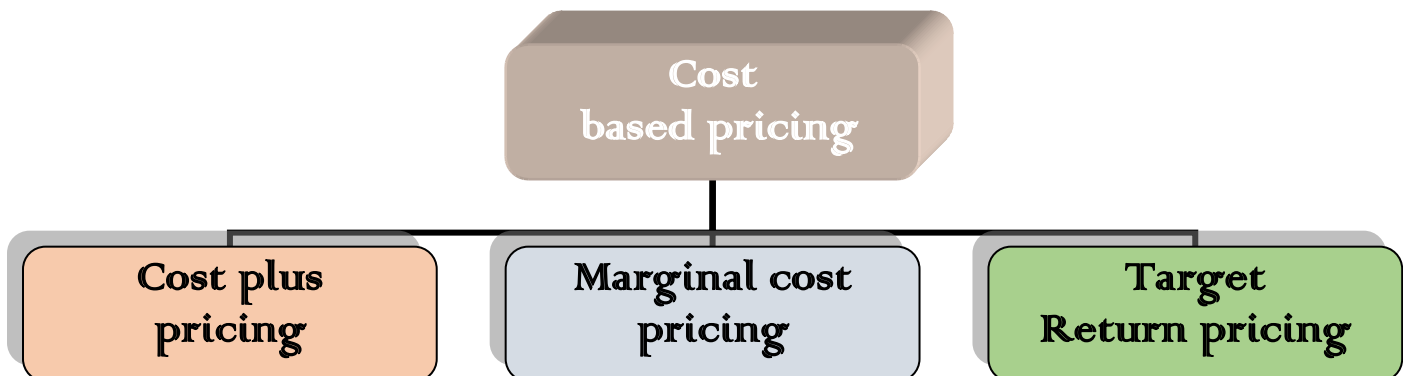 Cost
based pricing
Cost plus
pricing
Marginal cost
pricing
Target
Return pricing